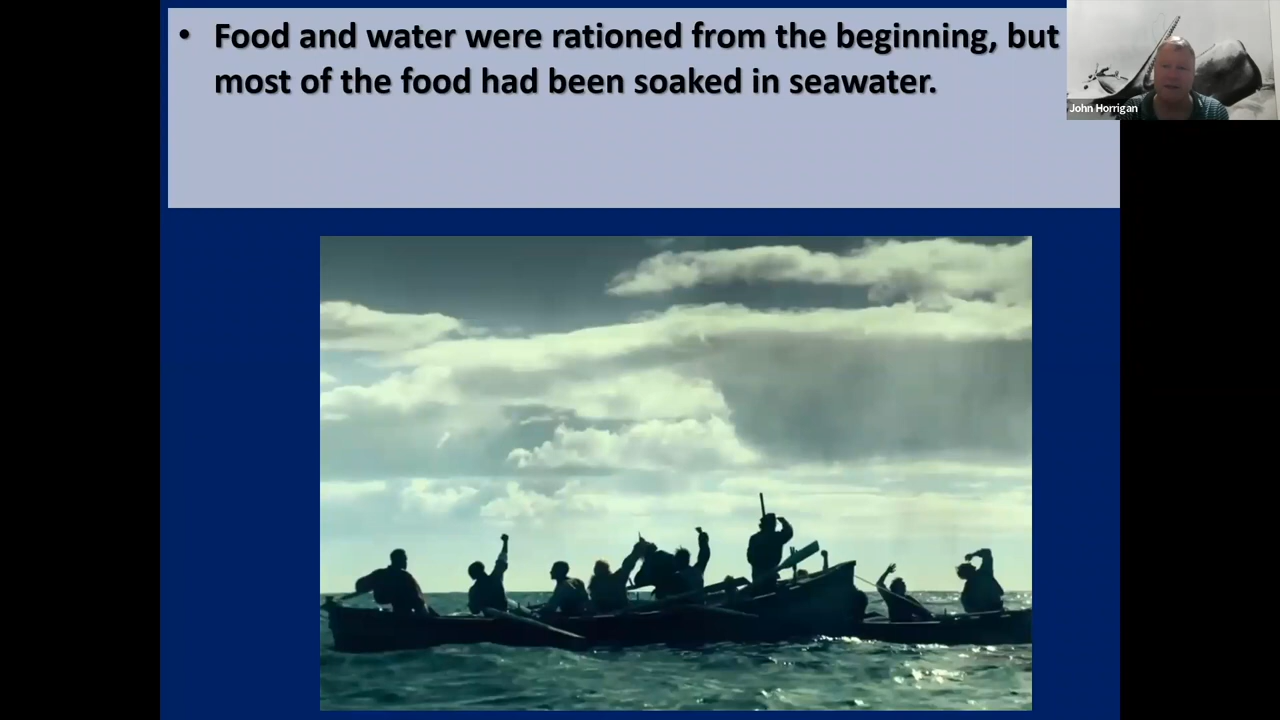 • Food and water were rationed from the beginning, but
most of the food had been soaked in seawater.
John Horrigan